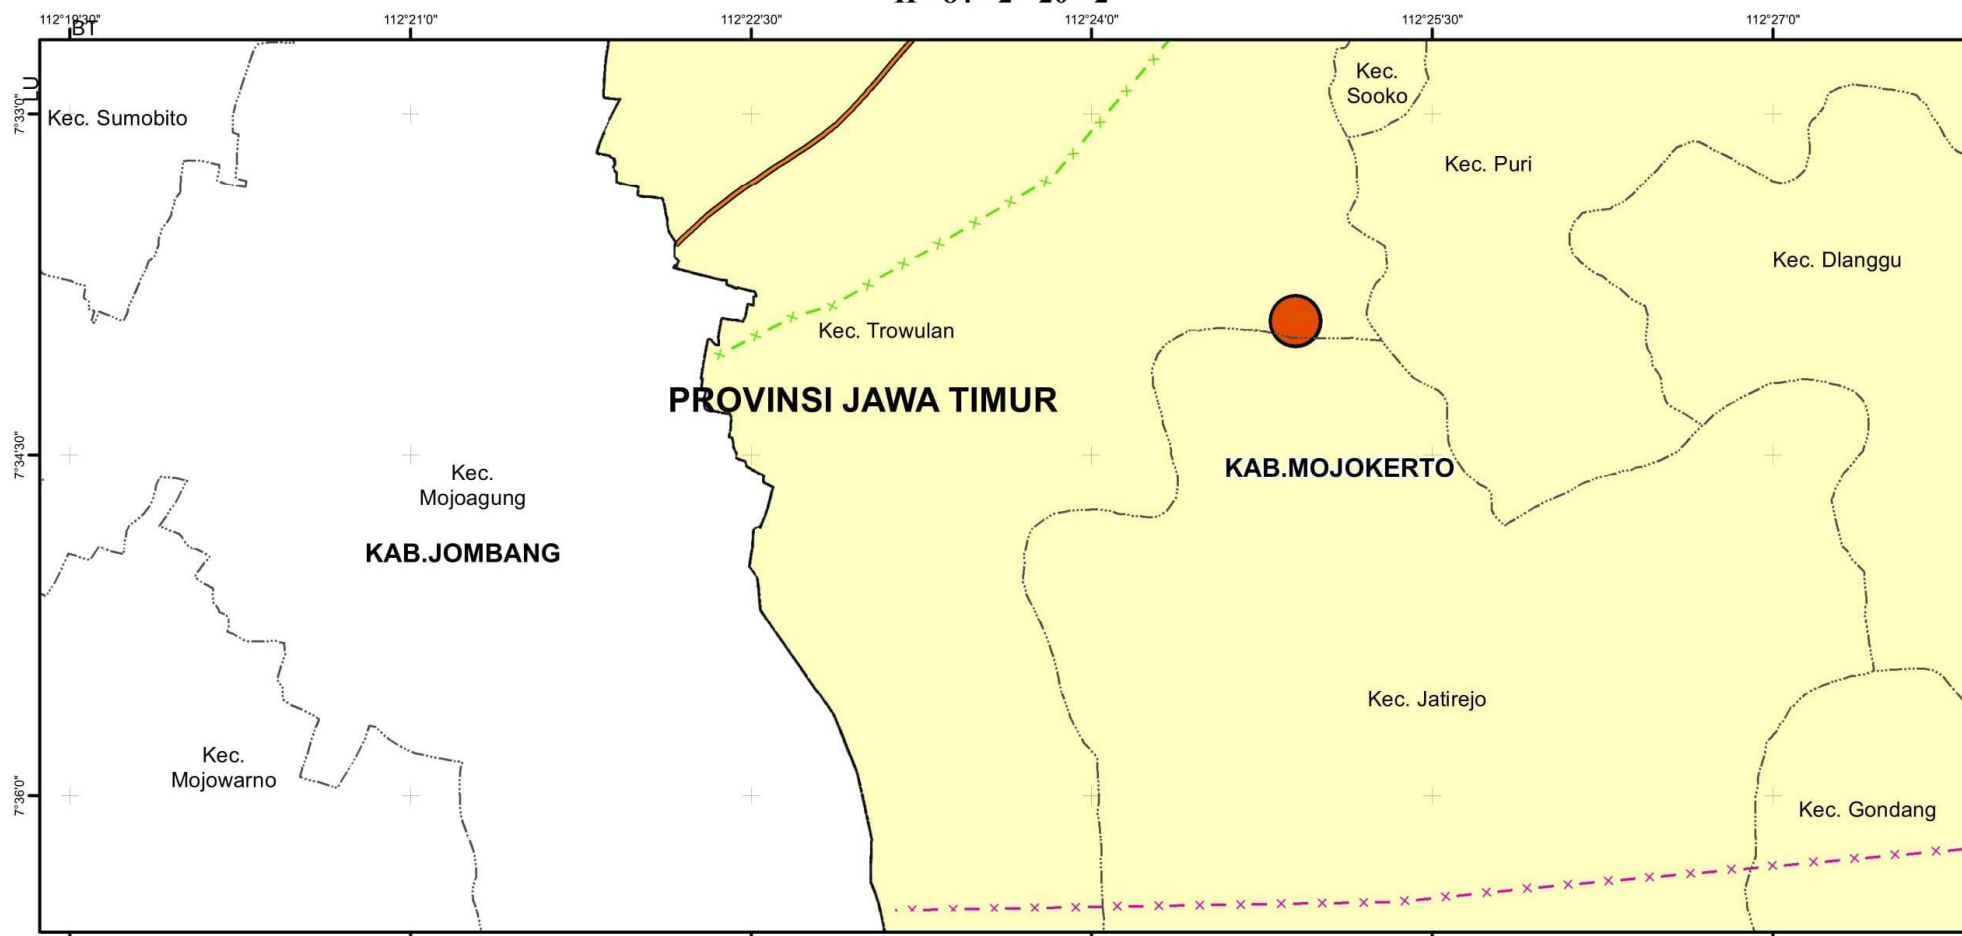 112°19'30"
112°21'0"
112°22'30"
112°24'0"
112°25'30"
112°27'0"
BT
LU
7°33'0"
Kec. Sumobito
Kec.
Sooko
Kec. Puri
Kec. Dlanggu
Kec. Trowulan
PROVINSI JAWA TIMUR
7°34'30"
Kec.
Mojoagung
KAB.MOJOKERTO
KAB.JOMBANG
Kec. Jatirejo
Kec.
Mojowarno
7°36'0"
Kec. Gondang